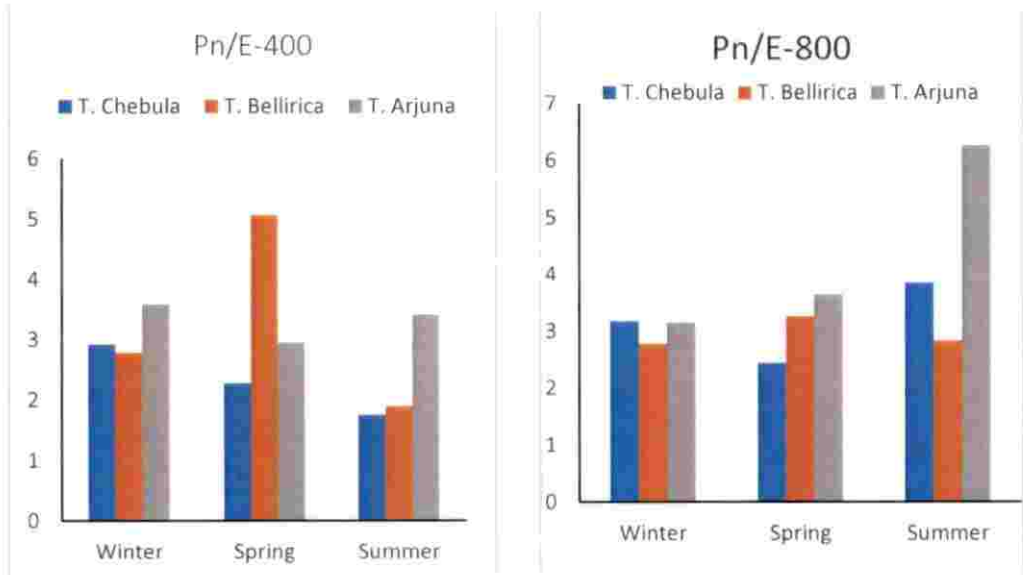 Pn/E-400
T. Chebula T. Bellirica T. Arjuna
6
5
4
3
2
1
0
Winter Spring Summer
Pn/E-800
T. Chebula T. Bellirica T. Arjuna
7
6
5
4
3
2
1
0
Winter Spring Summer